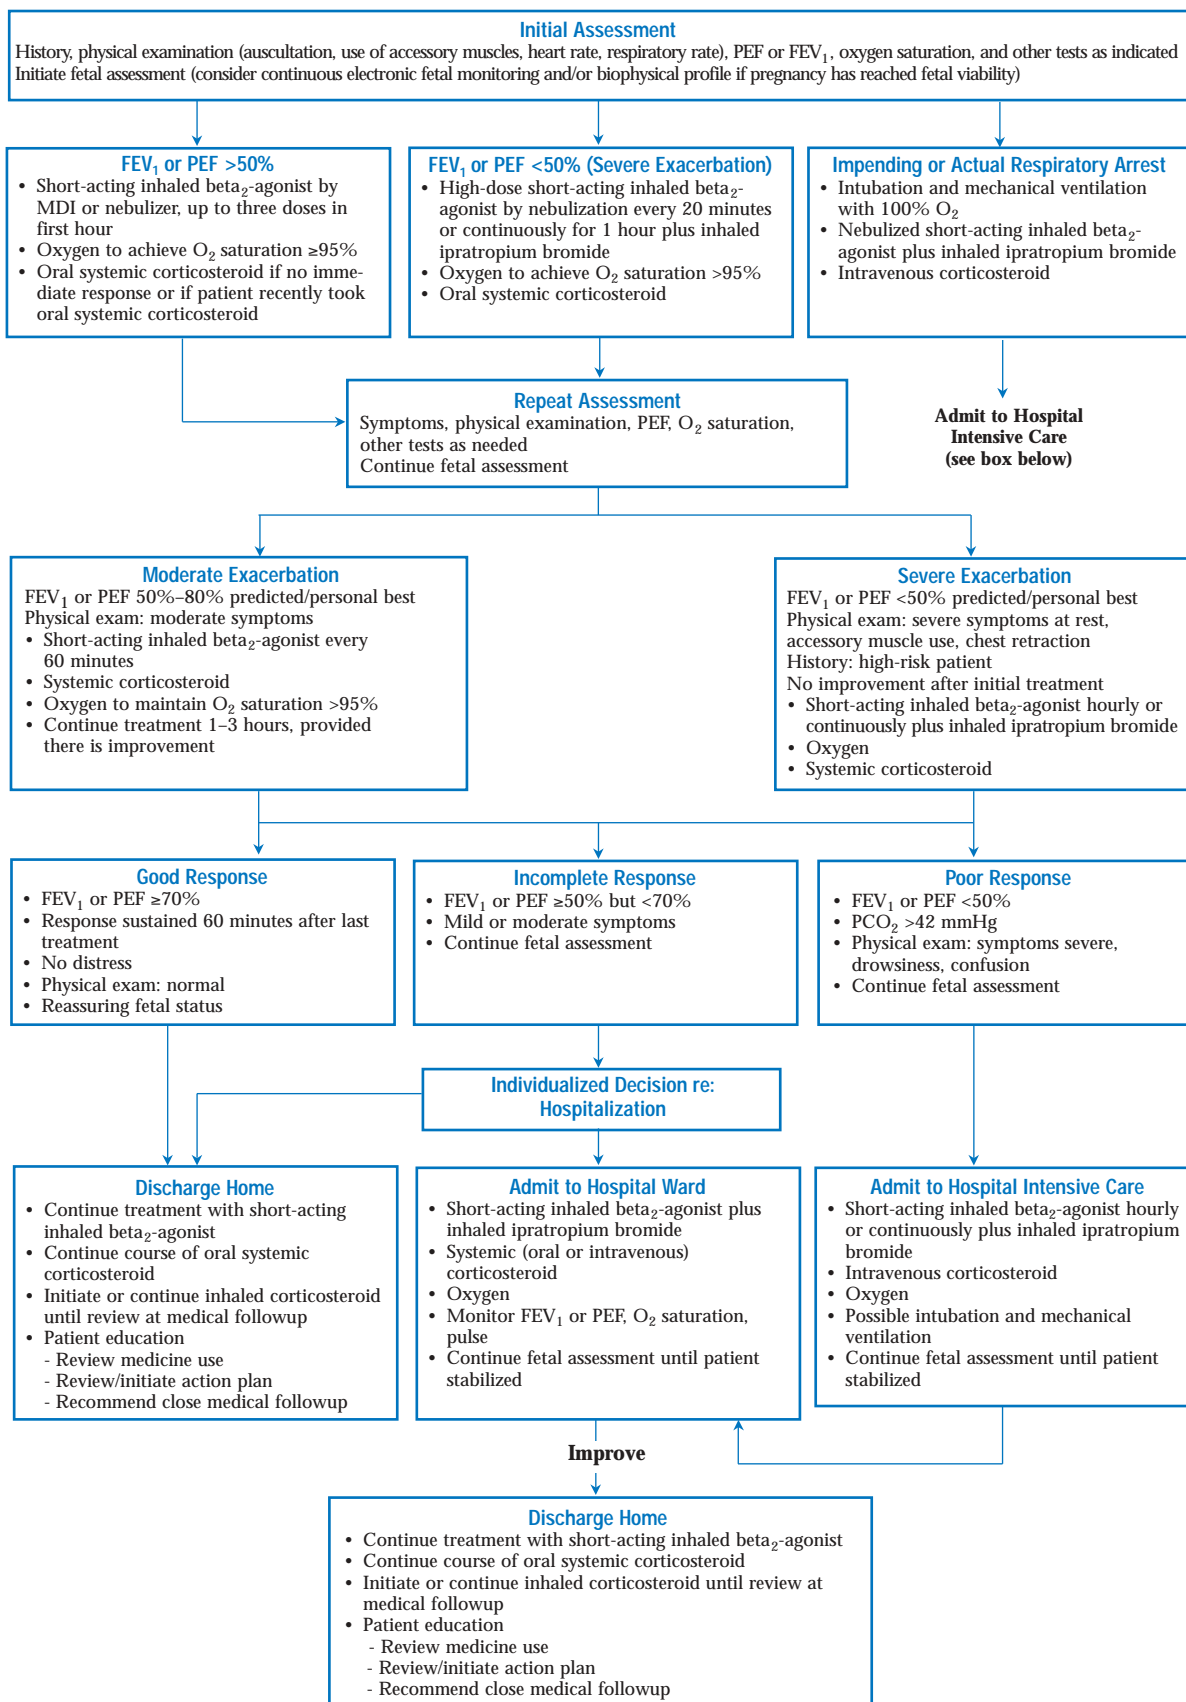 Initial Assessment
History, physical examination (auscultation, use of accessory muscles, heart rate, respiratory rate), PEF or FEV₁, oxygen saturation, and other tests as indicated
Initiate fetal assessment (consider continuous electronic fetal monitoring and/or biophysical profile if pregnancy has reached fetal viability)
FEV₁ or PEF >50%
• Short-acting inhaled beta₂-agonist by
MDI or nebulizer, up to three doses in
first hour
• Oxygen to achieve O₂ saturation ≥95%
• Oral systemic corticosteroid if no imme-
diate response or if patient recently took
oral systemic corticosteroid
FEV₁ or PEF <50% (Severe Exacerbation)
• High-dose short-acting inhaled beta₂-
agonist by nebulization every 20 minutes
or continuously for 1 hour plus inhaled
ipratropium bromide
• Oxygen to achieve O₂ saturation >95%
• Oral systemic corticosteroid
Impending or Actual Respiratory Arrest
• Intubation and mechanical ventilation
with 100% O₂
• Nebulized short-acting inhaled beta₂-
agonist plus inhaled ipratropium bromide
• Intravenous corticosteroid
Repeat Assessment
Symptoms, physical examination, PEF, O₂ saturation,
other tests as needed
Continue fetal assessment
Admit to Hospital
Intensive Care
(see box below)
Moderate Exacerbation
FEV₁ or PEF 50%–80% predicted/personal best
Physical exam: moderate symptoms
• Short-acting inhaled beta₂-agonist every
60 minutes
• Systemic corticosteroid
• Oxygen to maintain O₂ saturation >95%
• Continue treatment 1–3 hours, provided
there is improvement
Severe Exacerbation
FEV₁ or PEF <50% predicted/personal best
Physical exam: severe symptoms at rest,
accessory muscle use, chest retraction
History: high-risk patient
No improvement after initial treatment
• Short-acting inhaled beta₂-agonist hourly or
continuously plus inhaled ipratropium bromide
• Oxygen
• Systemic corticosteroid
Good Response
• FEV₁ or PEF ≥70%
• Response sustained 60 minutes after last
treatment
• No distress
• Physical exam: normal
• Reassuring fetal status
Incomplete Response
• FEV₁ or PEF ≥50% but <70%
• Mild or moderate symptoms
• Continue fetal assessment
Poor Response
• FEV₁ or PEF <50%
• PCO₂ >42 mmHg
• Physical exam: symptoms severe,
drowsiness, confusion
• Continue fetal assessment
Individualized Decision re:
Hospitalization
Discharge Home
• Continue treatment with short-acting
inhaled beta₂-agonist
• Continue course of oral systemic
corticosteroid
• Initiate or continue inhaled corticosteroid
until review at medical followup
• Patient education
- Review medicine use
- Review/initiate action plan
- Recommend close medical followup
Admit to Hospital Ward
• Short-acting inhaled beta₂-agonist plus
inhaled ipratropium bromide
• Systemic (oral or intravenous)
corticosteroid
• Oxygen
• Monitor FEV₁ or PEF, O₂ saturation,
pulse
• Continue fetal assessment until patient
stabilized
Admit to Hospital Intensive Care
• Short-acting inhaled beta₂-agonist hourly
or continuously plus inhaled ipratropium
bromide
• Intravenous corticosteroid
• Oxygen
• Possible intubation and mechanical
ventilation
• Continue fetal assessment until patient
stabilized
Improve
Discharge Home
• Continue treatment with short-acting inhaled beta₂-agonist
• Continue course of oral systemic corticosteroid
• Initiate or continue inhaled corticosteroid until review at
medical followup
• Patient education
- Review medicine use
- Review/initiate action plan
- Recommend close medical followup